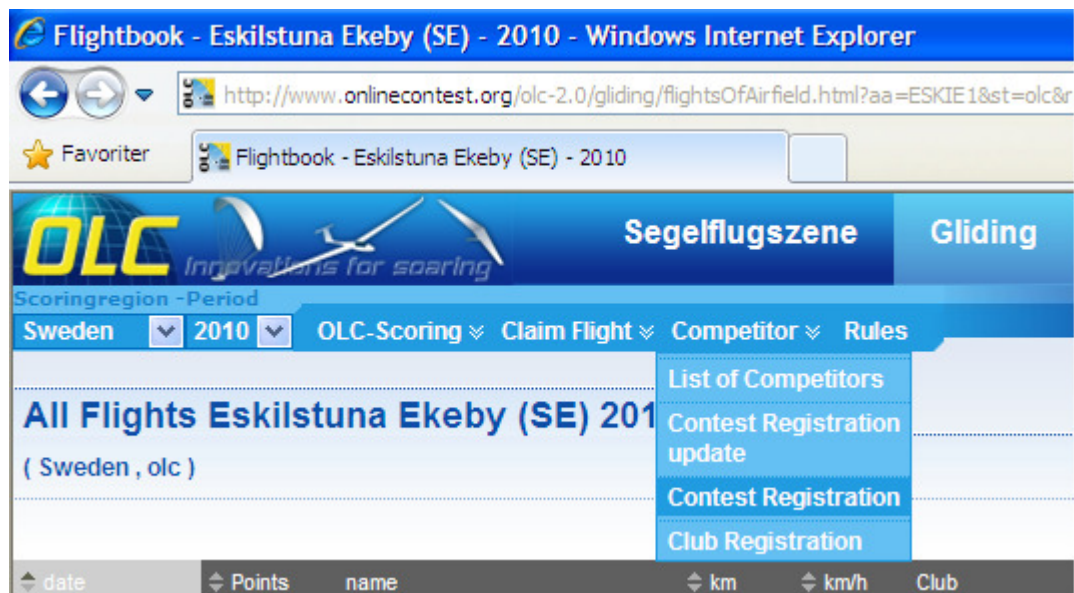 Flightbook - Eskilstuna Ekeby (SE) - 2010 - Windows Internet Explorer
http://www.onlinecontest.org/olc-2.0/gliding/flightsOfAirfield.html?aa=ESKIE1&st=olc&r
Favoriter Flightbook - Eskilstuna Ekeby (SE) - 2010
OLC Innovations for soaring Segelflugszene Gliding
Scoringregion -Period
Sweden 2010 OLC-Scoring Claim Flight Competitor Rules
List of Competitors
All Flights Eskilstuna Ekeby (SE) 201
Contest Registration
update
( Sweden , olc )
Contest Registration
Club Registration
date Points name km km/h Club